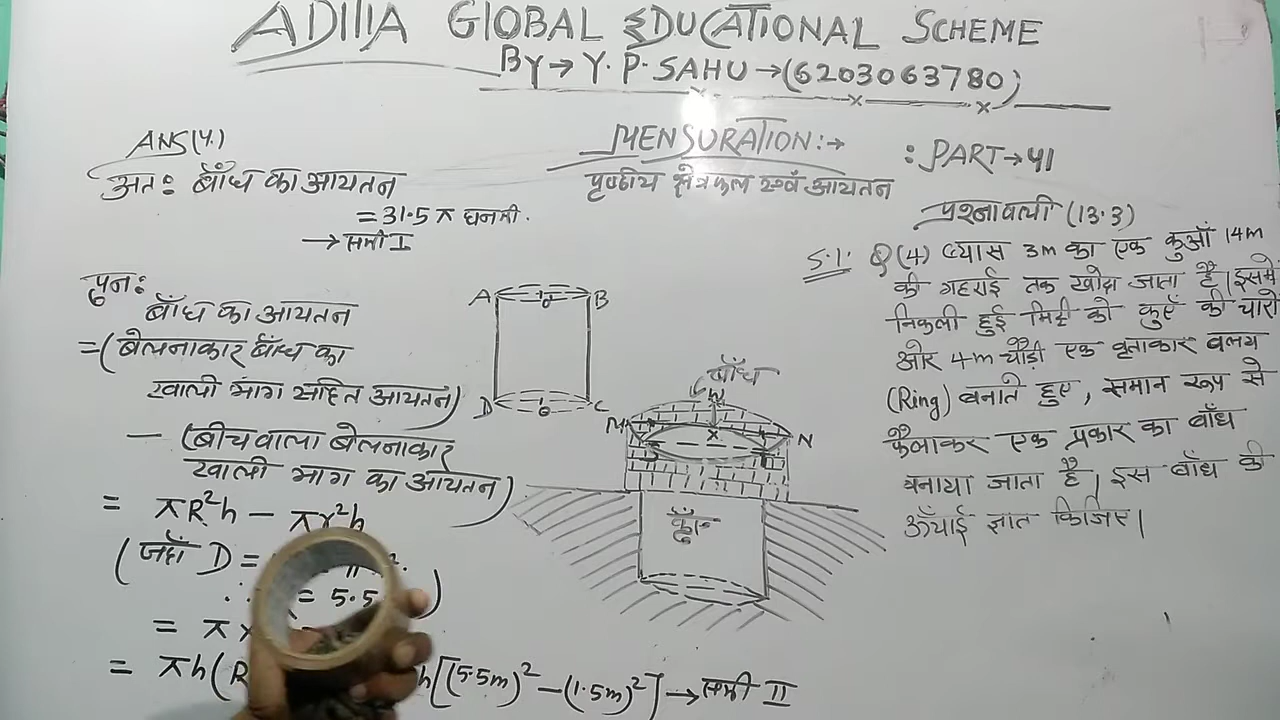 ADITIA GLOBAL EDUCATIONAL SCHEME
BY → Y. P. SAHU → (6203063780)
MENSURATION :→
: PART → 41
पृष्ठीय क्षेत्रफल एवं आयतन
प्रश्नावली (13.3)
S.1. Q (4) व्यास 3m का एक कुआँ 14m
की गहराई तक खोदा जाता है। इसमें
निकली हुई मिट्टी को कुएँ की चारों
ओर 4m चौड़ी एक वृत्ताकार वलय
(Ring) बनाते हुए, समान रूप से
फैलाकर एक प्रकार का बाँध
बनाया जाता है। इस बाँध की
ऊँचाई ज्ञात किजिए।
ANS (4.)
अतः बाँध का आयतन
= 31.5 π घनमी.
→ समी I
पुनः
बाँध का आयतन
= (बेलनाकार बाँध का
खाली भाग सहित आयतन)
— (बीचवाला बेलनाकार
खाली भाग का आयतन)
= πR²h — πr²h
(जहाँ D =
∴ = 5.5 )
= π
= πh(R h[(5.5m)² — (1.5m)²] → समी II
A B
D C
बाँध
W
M N
X
कुआँ